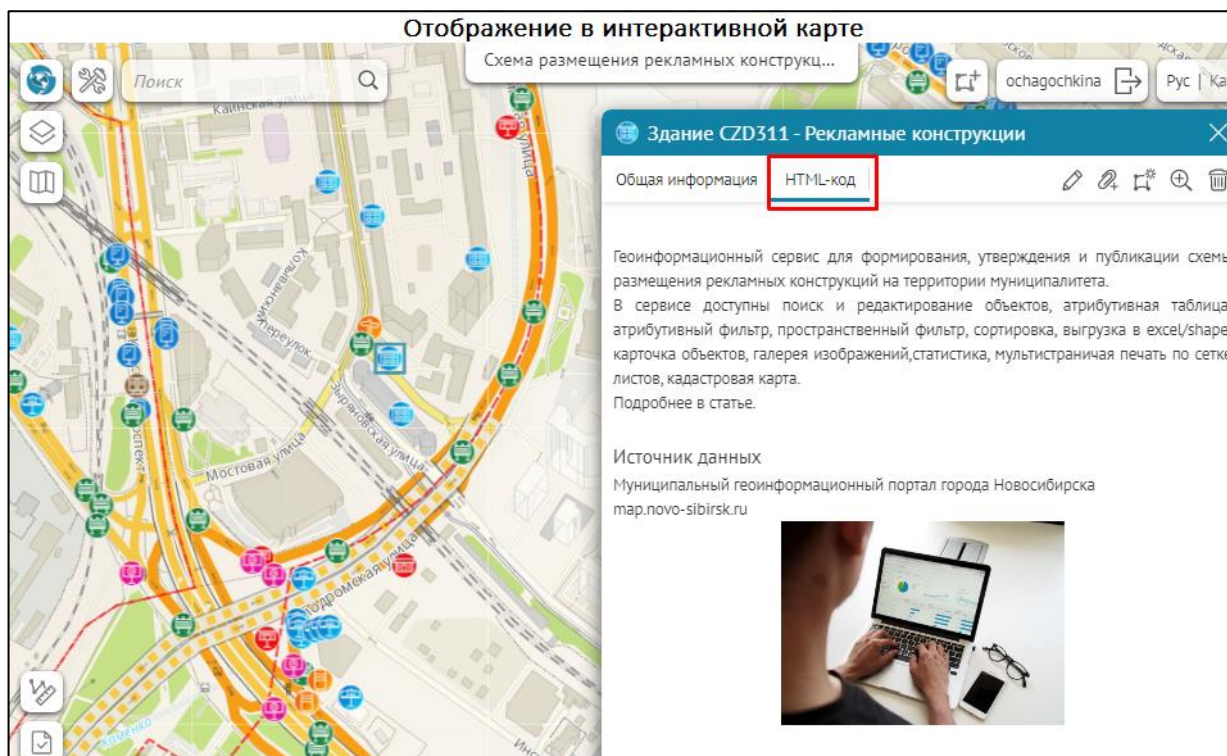 Отображение в интерактивной карте
Схема размещения рекламных конструкц...
Поиск
ochagochkina
Рус | Ка
Каинская улица
улица
Здание CZD311 - Рекламные конструкции
Общая информация
HTML-код
Геоинформационный сервис для формирования, утверждения и публикации схемы
размещения рекламных конструкций на территории муниципалитета.
В сервисе доступны поиск и редактирование объектов, атрибутивная таблица
атрибутивный фильтр, пространственный фильтр, сортировка, выгрузка в excel/shape
карточка объектов, галерея изображений,статистика, мультистраничая печать по сетке
листов, кадастровая карта.
Подробнее в статье.
Колыванский
переулок
Зыряновская улица
Мостовая улица
Источник данных
Муниципальный геоинформационный портал города Новосибирска
map.novo-sibirsk.ru
Каменка